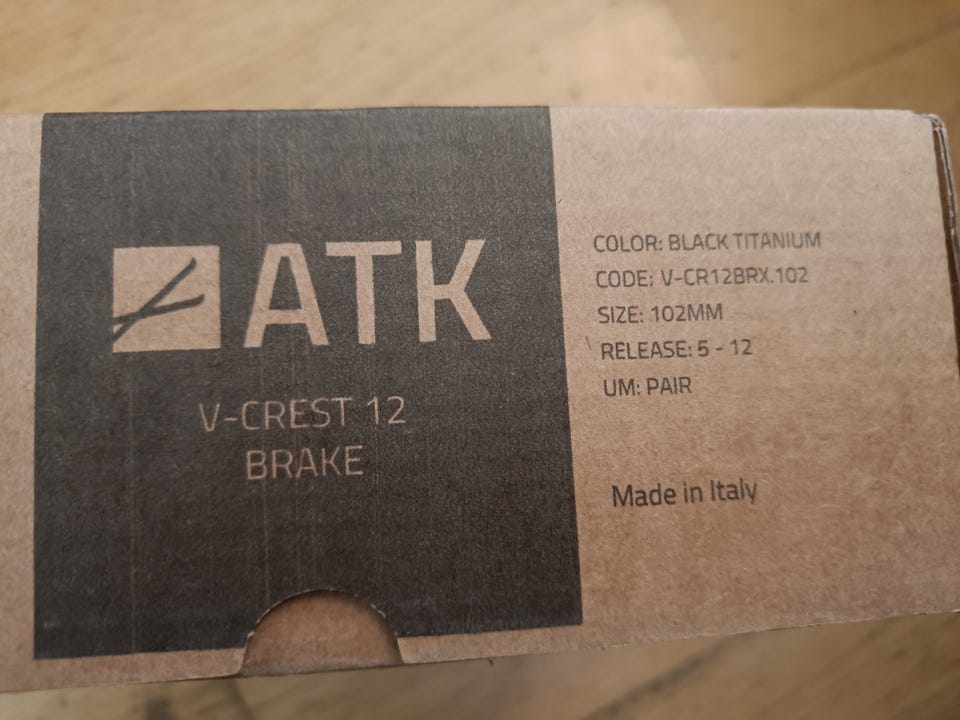 ATK
V-CREST 12
BRAKE
COLOR: BLACK TITANIUM
CODE: V-CR12BRX.102
SIZE: 102MM
RELEASE: 5 - 12
UM: PAIR
Made in Italy